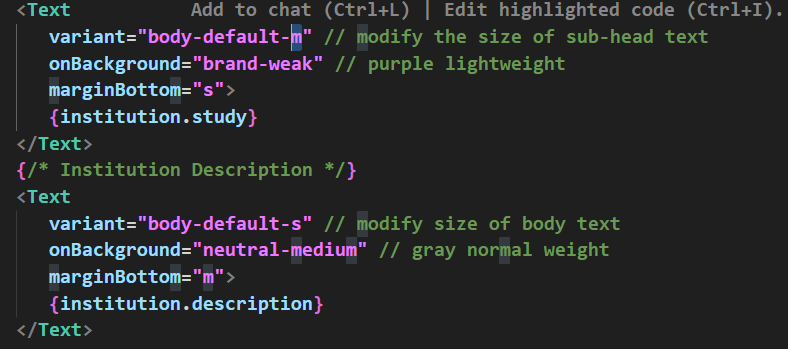 <Text Add to chat (Ctrl+L) | Edit highlighted code (Ctrl+I).
variant="body-default-m" // modify the size of sub-head text
onBackground="brand-weak" // purple lightweight
marginBottom="s">
{institution.study}
</Text>
{/* Institution Description */}
<Text
variant="body-default-s" // modify size of body text
onBackground="neutral-medium" // gray normal weight
marginBottom="m">
{institution.description}
</Text>